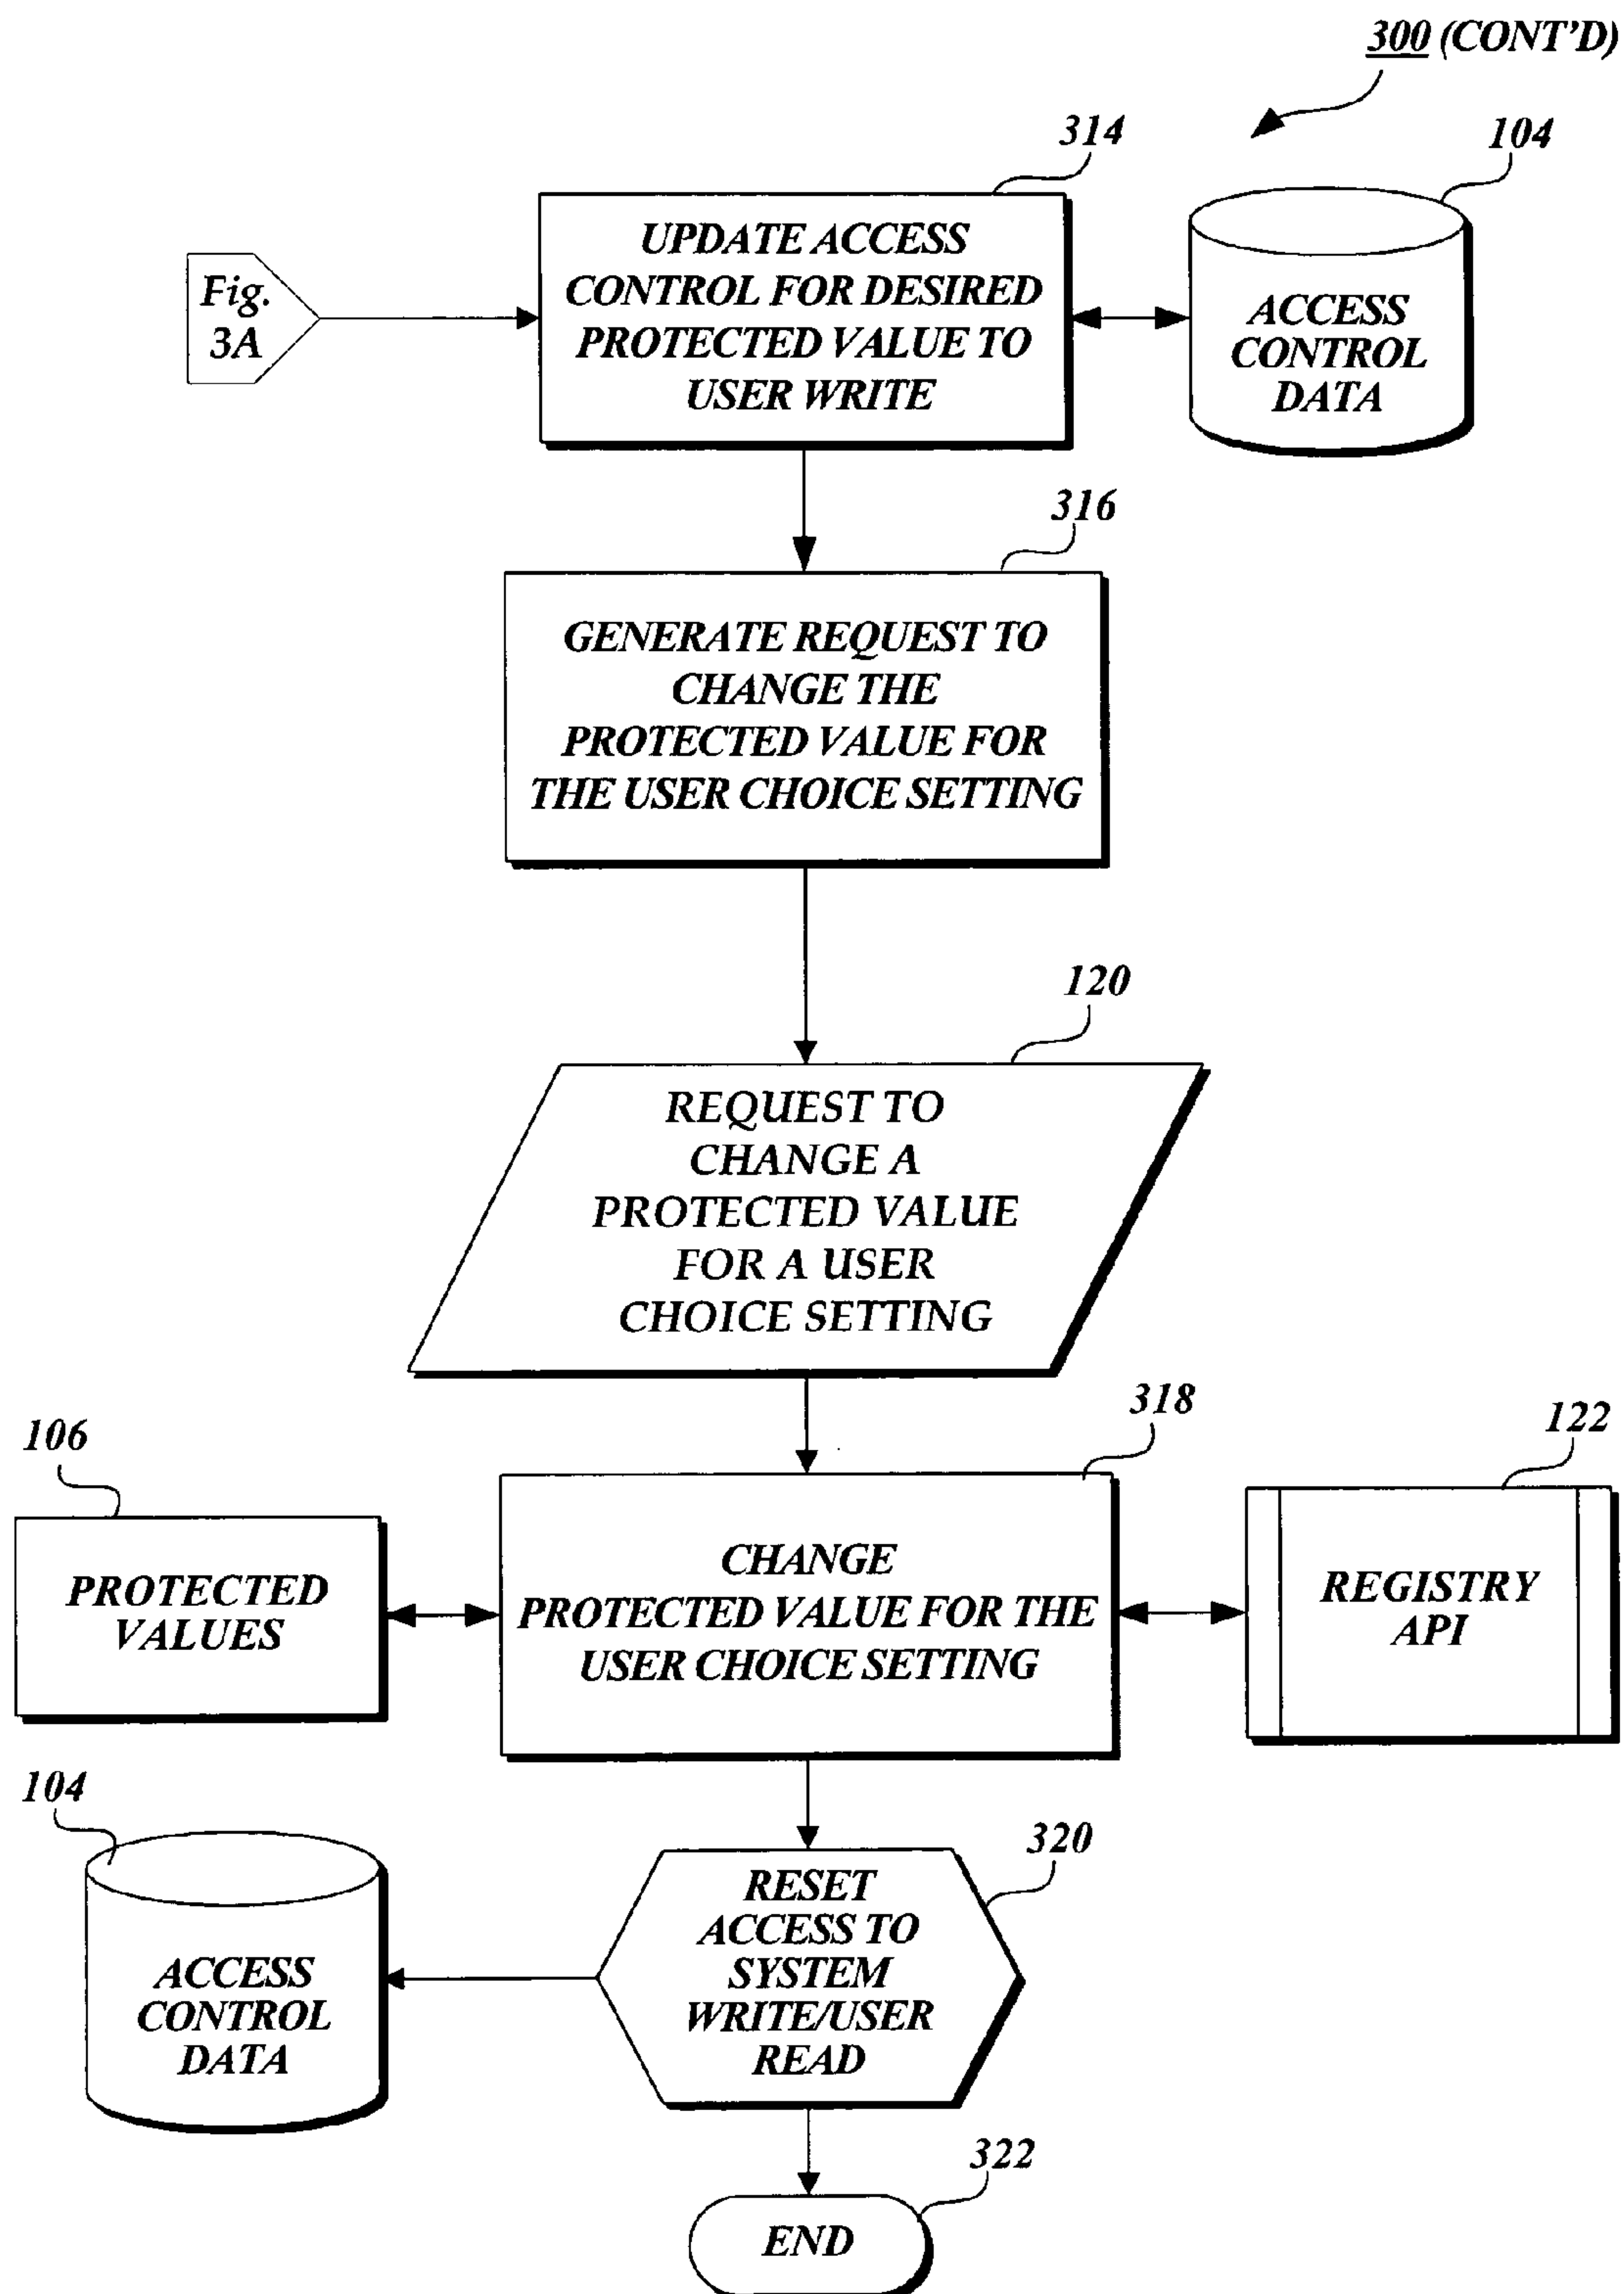 300 (CONT'D)
314
104
UPDATE ACCESS
CONTROL FOR DESIRED
PROTECTED VALUE TO
USER WRITE
Fig.
3A
ACCESS
CONTROL
DATA
316
GENERATE REQUEST TO
CHANGE THE
PROTECTED VALUE FOR
THE USER CHOICE SETTING
120
REQUEST TO
CHANGE A
PROTECTED VALUE
FOR A USER
CHOICE SETTING
106
318
122
PROTECTED
VALUES
CHANGE
PROTECTED VALUE FOR THE
USER CHOICE SETTING
REGISTRY
API
104
320
ACCESS
CONTROL
DATA
RESET
ACCESS TO
SYSTEM
WRITE/USER
READ
322
END